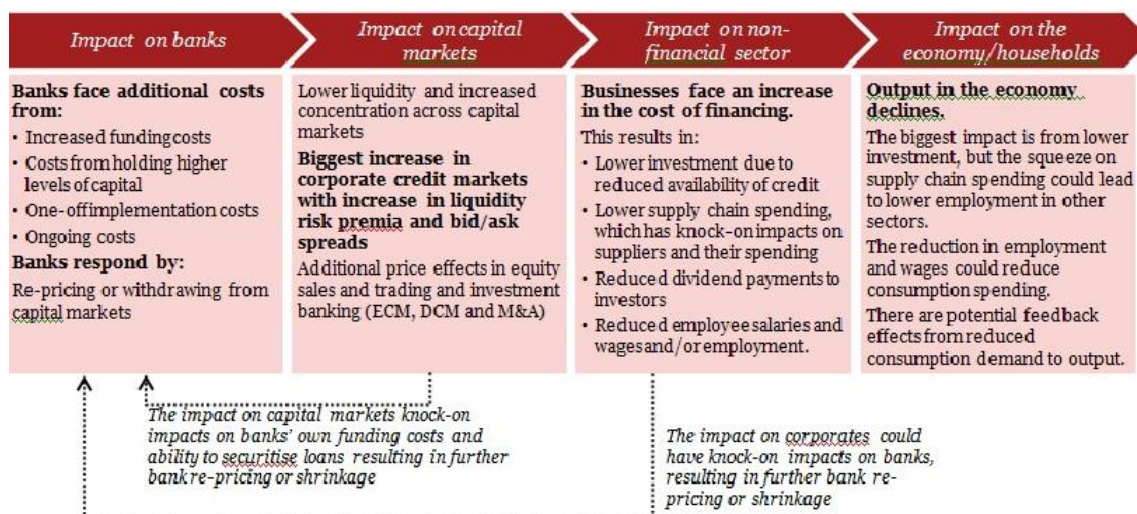 Impact on banks
Impact on capital
markets
Impact on non-
financial sector
Impact on the
economy/households
Banks face additional costs
from:
• Increased funding costs
• Costs from holding higher
levels of capital
• One-off implementation costs
• Ongoing costs
Banks respond by:
Re-pricing or withdrawing from
capital markets
Lower liquidity and increased
concentration across capital
markets
Biggest increase in
corporate credit markets
with increase in liquidity
risk premia and bid/ask
spreads
Additional price effects in equity
sales and trading and investment
banking (ECM, DCM and M&A)
Businesses face an increase
in the cost of financing.
This results in:
• Lower investment due to
reduced availability of credit
• Lower supply chain spending,
which has knock-on impacts on
suppliers and their spending
• Reduced dividend payments to
investors
• Reduced employee salaries and
wages and/or employment.
Output in the economy
declines.
The biggest impact is from lower
investment, but the squeeze on
supply chain spending could lead
to lower employment in other
sectors.
The reduction in employment
and wages could reduce
consumption spending.
There are potential feedback
effects from reduced
consumption demand to output.
The impact on capital markets knock-on
impacts on banks' own funding costs and
ability to securitise loans resulting in further
bank re-pricing or shrinkage
The impact on corporates could
have knock-on impacts on banks,
resulting in further bank re-
pricing or shrinkage